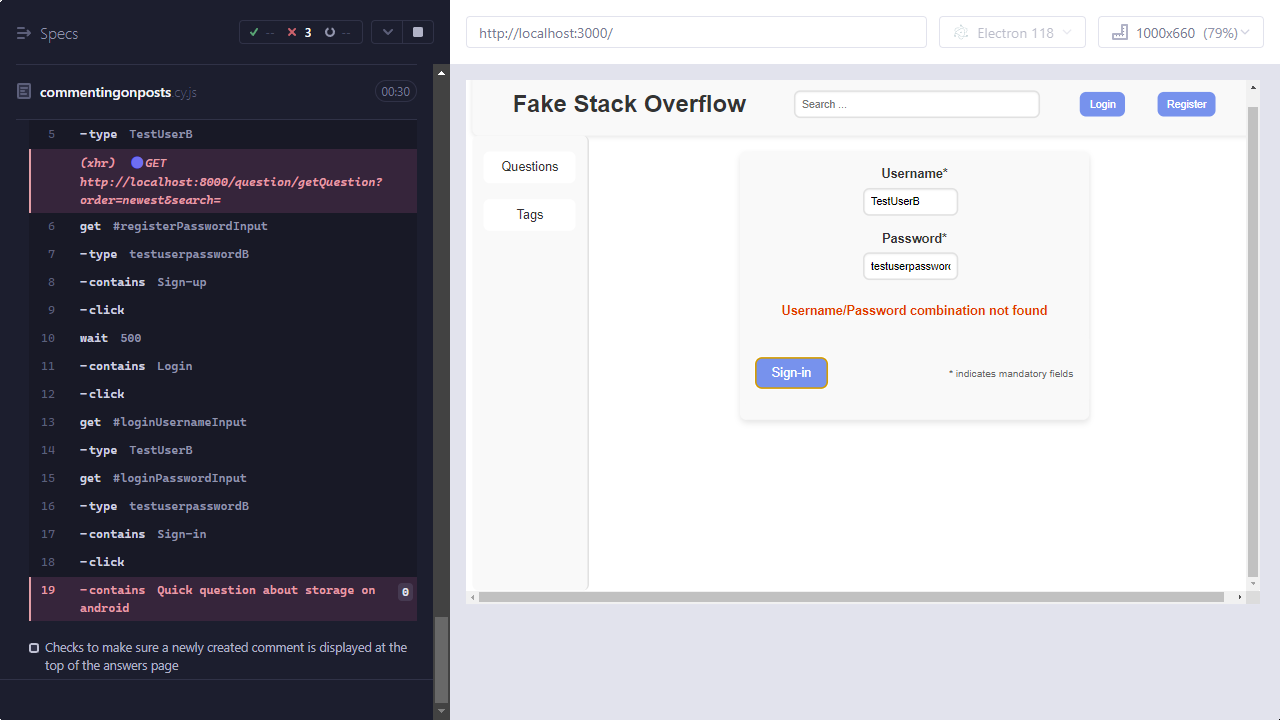 Specs
-- 3 --
commentingonposts.cy.js
00:30
5 -type TestUserB
(xhr) GET
http://localhost:8000/question/getQuestion?
order=newest&search=
6 get #registerPasswordInput
7 -type testuserpasswordB
8 -contains Sign-up
9 -click
10 wait 500
11 -contains Login
12 -click
13 get #loginUsernameInput
14 -type TestUserB
15 get #loginPasswordInput
16 -type testuserpasswordB
17 -contains Sign-in
18 -click
19 -contains Quick question about storage on 0
android
Checks to make sure a newly created comment is displayed at the
top of the answers page
http://localhost:3000/
Electron 118
1000x660 (79%)
Fake Stack Overflow
Search ...
Login
Register
Questions
Tags
Username*
TestUserB
Password*
testuserpassword
Username/Password combination not found
Sign-in
* indicates mandatory fields